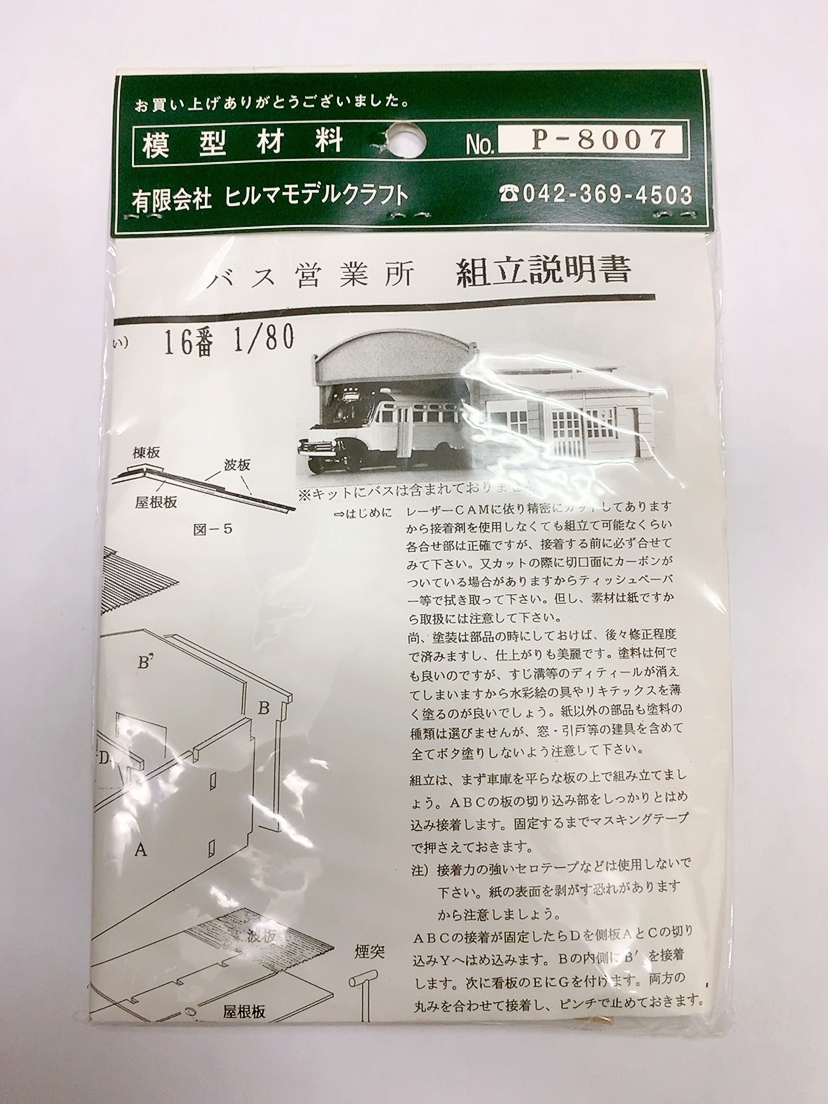 お買い上げありがとうございました。
模型材料 No. P-8007
有限会社 ヒルマモデルクラフト ☎042-369-4503
バス営業所 組立説明書
い)
16番 1/80
棟板
波板
屋根板
図-5
※キットにバスは含まれておりません
⇨はじめに レーザーCAMに依り精密にカットしてあります
から接着剤を使用しなくても組立て可能なくらい
各合せ部は正確ですが、接着する前に必ず合せて
みて下さい。又カットの際に切口面にカーボンが
ついている場合がありますからティッシュペーパ
ー等で拭き取って下さい。但し、素材は紙ですか
ら取扱には注意して下さい。
尚、塗装は部品の時にしておけば、後々修正程度
で済みますし、仕上がりも美麗です。塗料は何で
も良いのですが、すじ溝等のディティールが消え
てしまいますから水彩絵の具やリキテックスを薄
く塗るのが良いでしょう。紙以外の部品も塗料の
種類は選びませんが、窓・引戸等の建具を含めて
全てボタ塗りしないよう注意して下さい。
組立は、まず車庫を平らな板の上で組み立てまし
ょう。ABCの板の切り込み部をしっかりとはめ
込み接着します。固定するまでマスキングテープ
で押さえておきます。
注)接着力の強いセロテープなどは使用しないで
下さい。紙の表面を剥がす恐れがあります
から注意しましょう。
ABCの接着が固定したらDを側板AとCの切り
込みYへはめ込みます。Bの内側にB′を接着
します。次に看板のEにGを付けます。両方の
丸みを合わせて接着し、ピンチで止めておきます。
B′
B
D
A
波板
煙突
屋根板